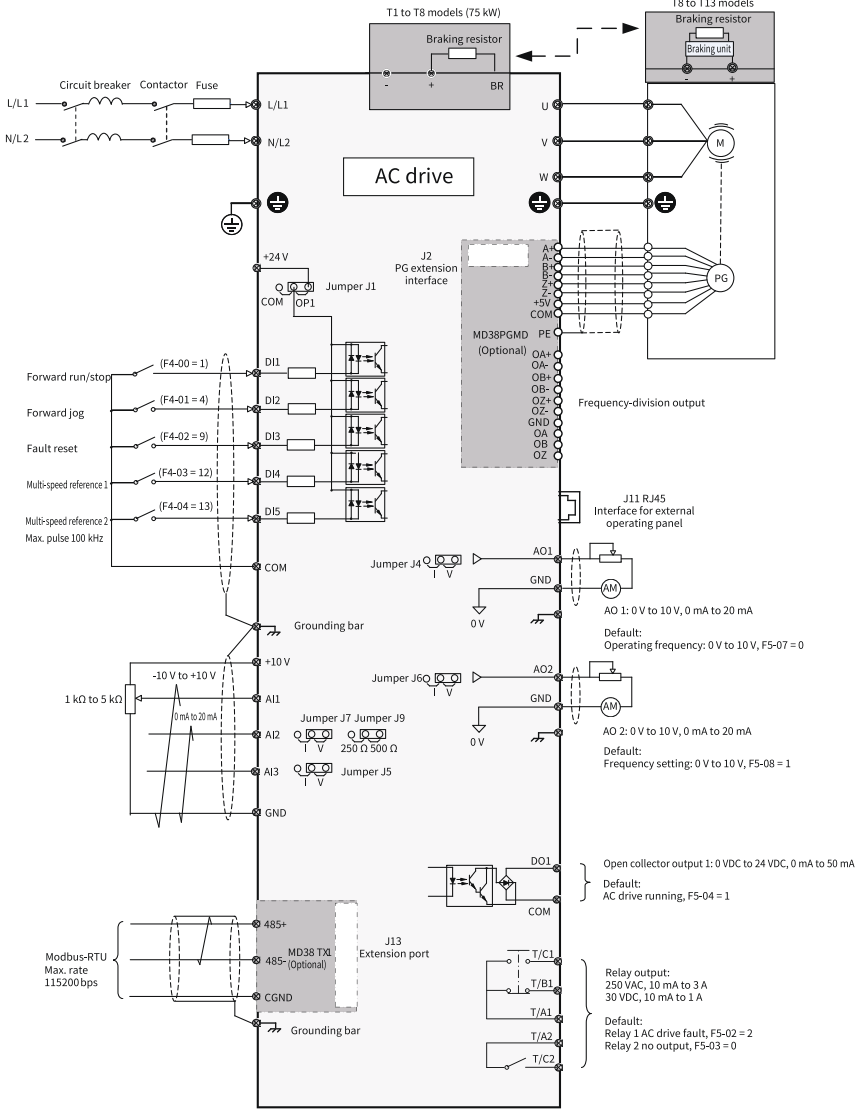 T1 to T8 models (75 kW)
T8 to T13 models
Braking resistor
Braking resistor
Braking unit
-
+
BR
-
+
Circuit breaker
Contactor
Fuse
L/L1
L/L1
N/L2
N/L2
U
V
W
M
AC drive
+24 V
COM
OP1
Jumper J1
J2
PG extension
interface
MD38PGMD
(Optional)
A+
A-
B+
B-
Z+
Z-
+5V
COM
PE
OA+
OA-
OB+
OB-
OZ+
OZ-
GND
OA
OB
OZ
PG
Frequency-division output
Forward run/stop
(F4-00 = 1)
DI1
Forward jog
(F4-01 = 4)
DI2
Fault reset
(F4-02 = 9)
DI3
Multi-speed reference 1
(F4-03 = 12)
DI4
Multi-speed reference 2
(F4-04 = 13)
DI5
Max. pulse 100 kHz
COM
Grounding bar
J11 RJ45
Interface for external
operating panel
Jumper J4
I
V
AO1
GND
0 V
AM
AO 1: 0 V to 10 V, 0 mA to 20 mA
Default:
Operating frequency: 0 V to 10 V, F5-07 = 0
+10 V
-10 V to +10 V
1 kΩ to 5 kΩ
AI1
0 mA to 20 mA
AI2
Jumper J7
Jumper J9
I
V
250 Ω
500 Ω
AI3
I
V
Jumper J5
GND
Jumper J6
I
V
AO2
GND
0 V
AM
AO 2: 0 V to 10 V, 0 mA to 20 mA
Default:
Frequency setting: 0 V to 10 V, F5-08 = 1
DO1
COM
Open collector output 1: 0 VDC to 24 VDC, 0 mA to 50 mA
Default:
AC drive running, F5-04 = 1
Modbus-RTU
Max. rate
115200bps
485+
485-
CGND
MD38 TX1
(Optional)
J13
Extension port
Grounding bar
T/C1
T/B1
T/A1
T/A2
T/C2
Relay output:
250 VAC, 10 mA to 3 A
30 VDC, 10 mA to 1 A
Default:
Relay 1 AC drive fault, F5-02 = 2
Relay 2 no output, F5-03 = 0